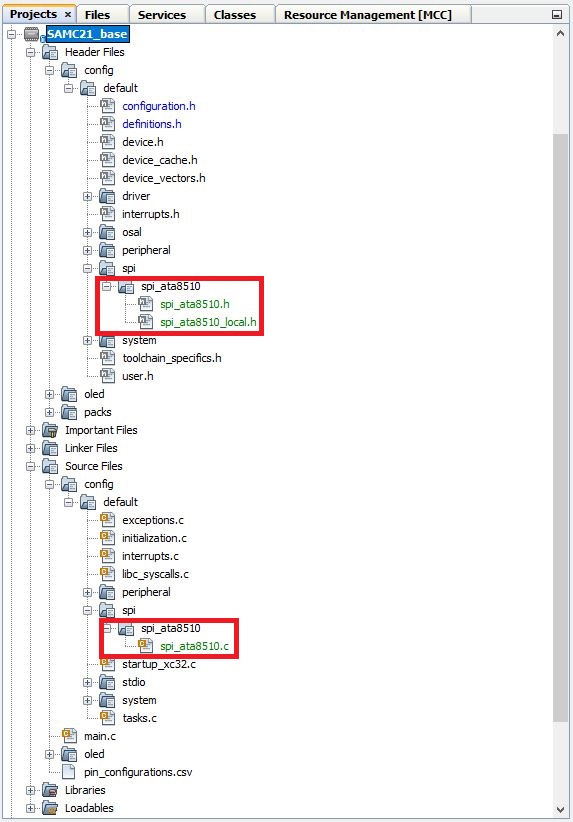 Projects × Files Services Classes Resource Management [MCC]
SAMC21_base
Header Files
config
default
configuration.h
definitions.h
device.h
device_cache.h
device_vectors.h
driver
interrupts.h
osal
peripheral
spi
spi_ata8510
spi_ata8510.h
spi_ata8510_local.h
system
toolchain_specifics.h
user.h
oled
packs
Important Files
Linker Files
Source Files
config
default
exceptions.c
initialization.c
interrupts.c
libc_syscalls.c
peripheral
spi
spi_ata8510
spi_ata8510.c
startup_xc32.c
stdio
system
tasks.c
main.c
oled
pin_configurations.csv
Libraries
Loadables